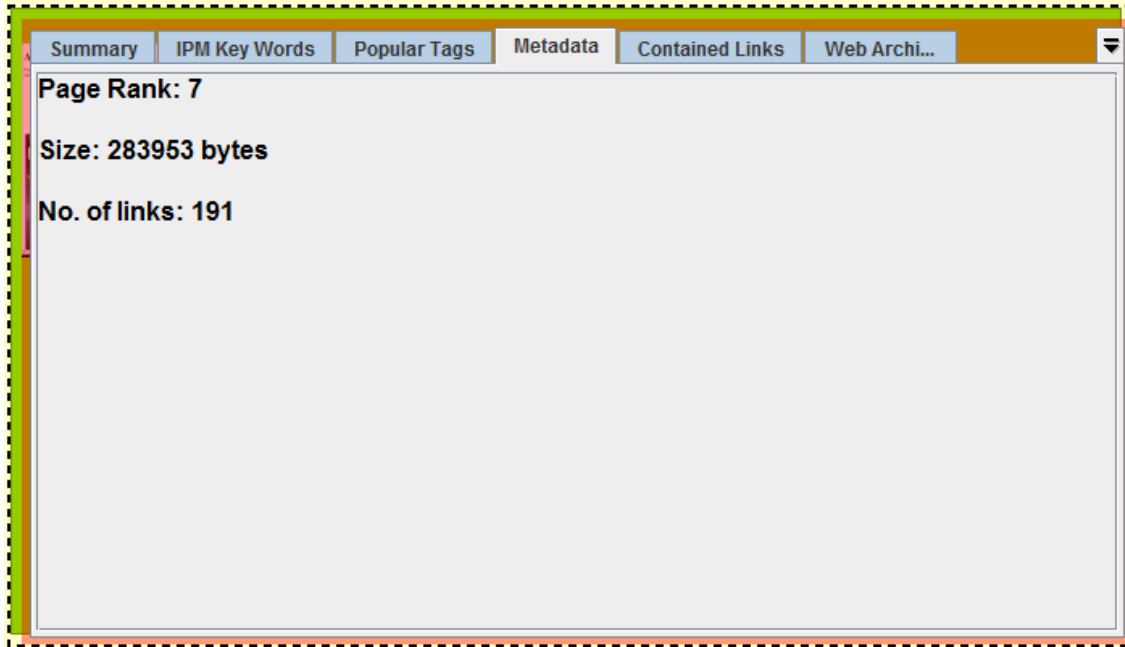 Summary IPM Key Words Popular Tags Metadata Contained Links Web Archi...
Page Rank: 7
Size: 283953 bytes
No. of links: 191